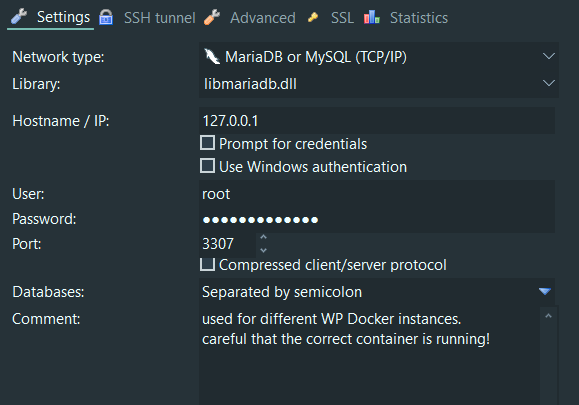 Settings SSH tunnel Advanced SSL Statistics
Network type: MariaDB or MySQL (TCP/IP)
Library: libmariadb.dll
Hostname / IP: 127.0.0.1
Prompt for credentials
Use Windows authentication
User: root
Password: ●●●●●●●●●●●●●
Port: 3307
Compressed client/server protocol
Databases: Separated by semicolon
Comment: used for different WP Docker instances.
careful that the correct container is running!